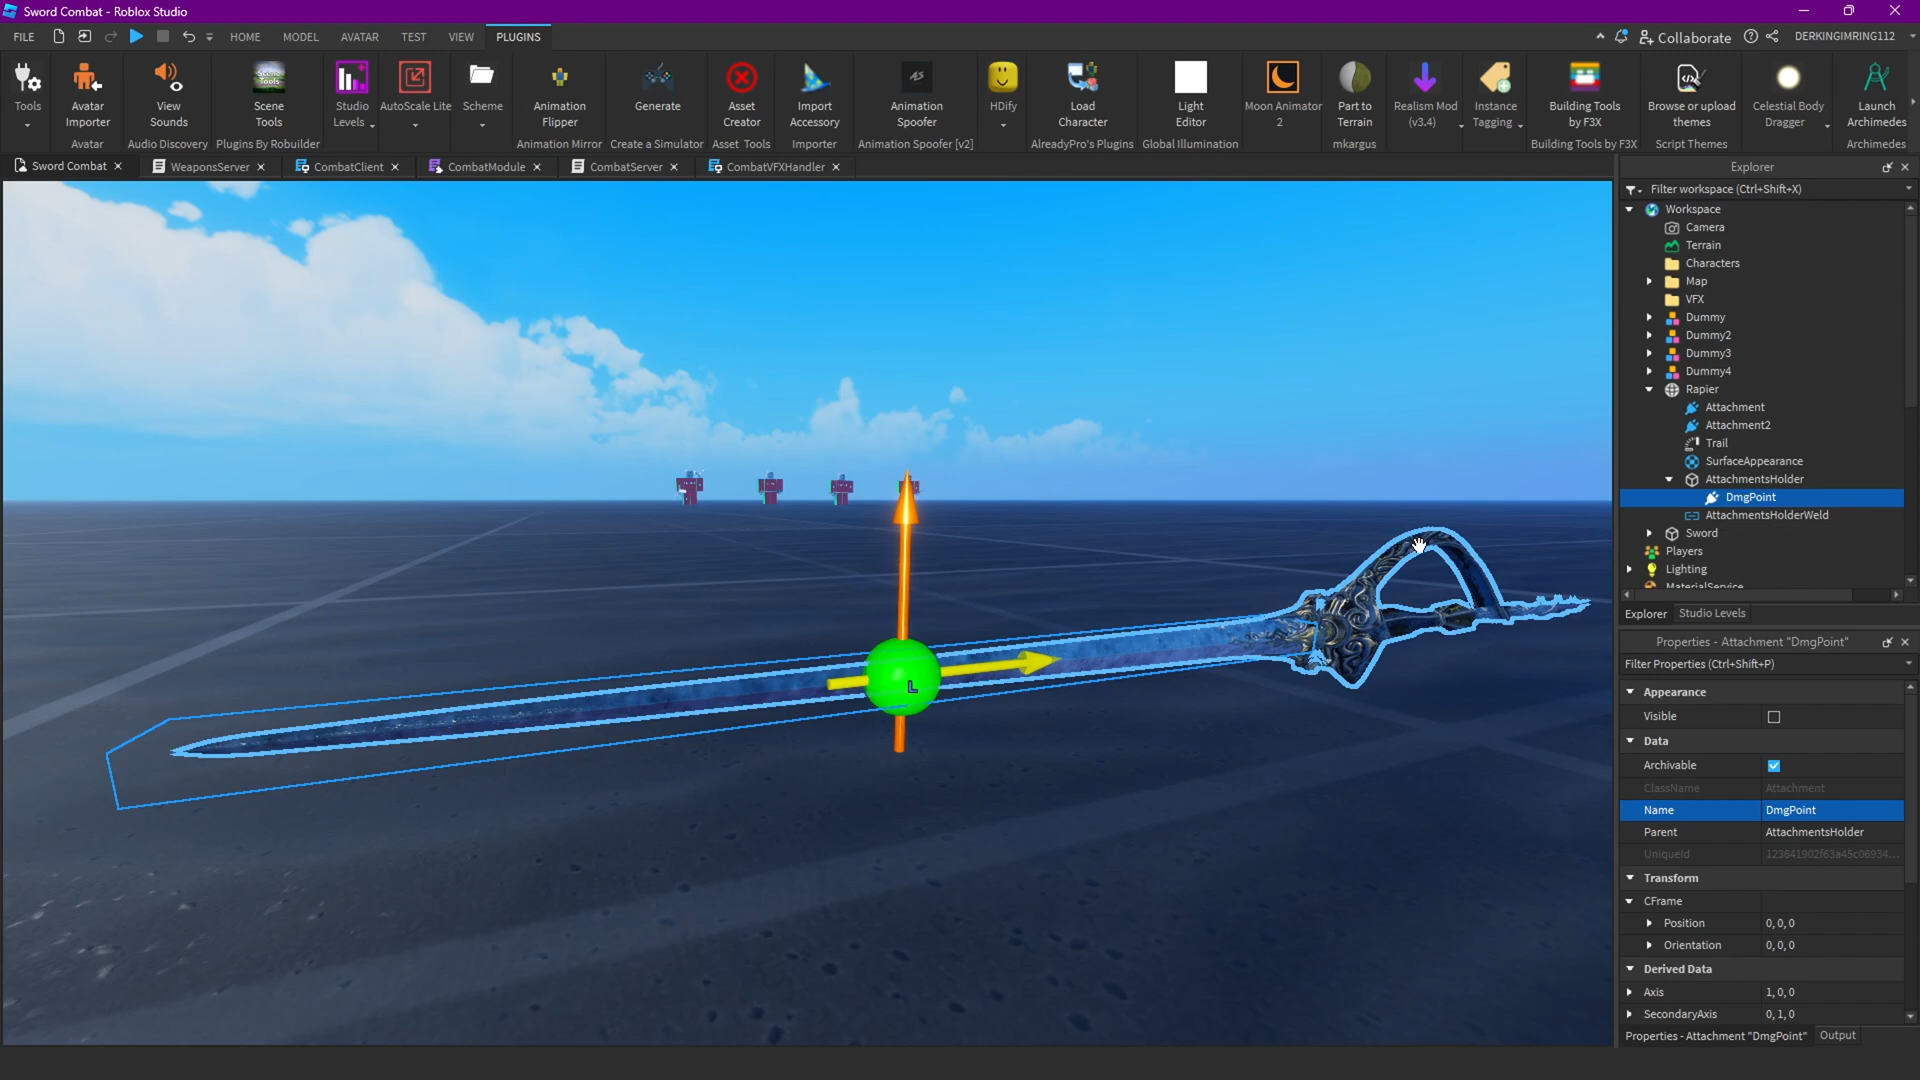 Sword Combat - Roblox Studio
FILE HOME MODEL AVATAR TEST VIEW PLUGINS Collaborate DERKINGIMRING112
Tools
Avatar Importer
View Sounds
Scene Tools
Studio Levels
AutoScale Lite
Scheme
Animation Flipper
Generate
Asset Creator
Import Accessory
AS
Animation Spoofer
HDify
Load Character
Light Editor
Moon Animator 2
Part to Terrain
Realism Mod (v3.4)
Instance Tagging
Building Tools by F3X
Browse or upload themes
Celestial Body Dragger
Launch Archimedes
Avatar Audio Discovery Plugins By Robuilder Animation Mirror Create a Simulator Asset Tools Importer Animation Spoofer [v2] AlreadyPro's Plugins Global Illumination mkargus Building Tools by F3X Script Themes Archimedes
Sword Combat WeaponsServer CombatClient CombatModule CombatServer CombatVFXHandler
L
Explorer
Filter workspace (Ctrl+Shift+X)
Workspace
Camera
Terrain
Characters
Map
VFX
Dummy
Dummy2
Dummy3
Dummy4
Rapier
Attachment
Attachment2
Trail
SurfaceAppearance
AttachmentsHolder
DmgPoint
AttachmentsHolderWeld
Sword
Players
Lighting
MaterialService
Explorer Studio Levels
Properties - Attachment "DmgPoint"
Filter Properties (Ctrl+Shift+P)
Appearance
Visible
Data
Archivable
ClassName Attachment
Name DmgPoint
Parent AttachmentsHolder
UniqueId 123641902f63a45c06934...
Transform
CFrame
Position 0, 0, 0
Orientation 0, 0, 0
Derived Data
Axis 1, 0, 0
SecondaryAxis 0, 1, 0
Properties - Attachment "DmgPoint" Output